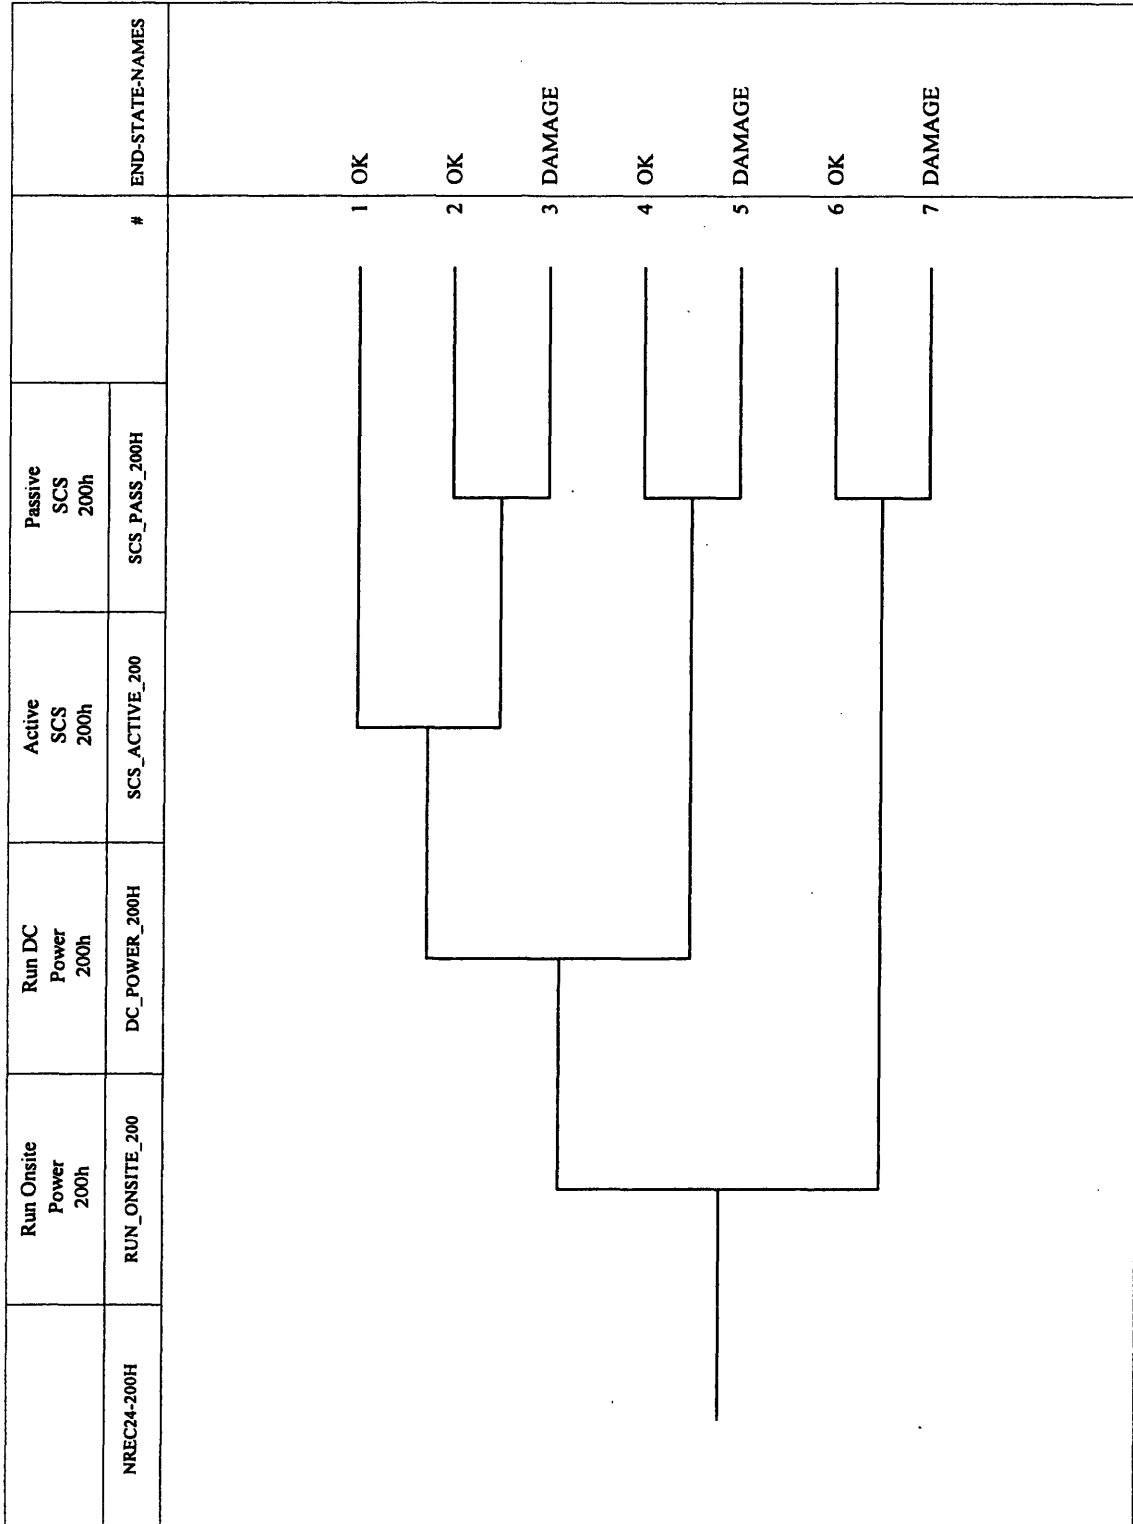 Run Onsite
Power
200h
Run DC
Power
200h
Active
SCS
200h
Passive
SCS
200h
NREC24-200H
RUN_ONSITE_200
DC_POWER_200H
SCS_ACTIVE_200
SCS_PASS_200H
#
END-STATE-NAMES
1 OK
2 OK
3 DAMAGE
4 OK
5 DAMAGE
6 OK
7 DAMAGE